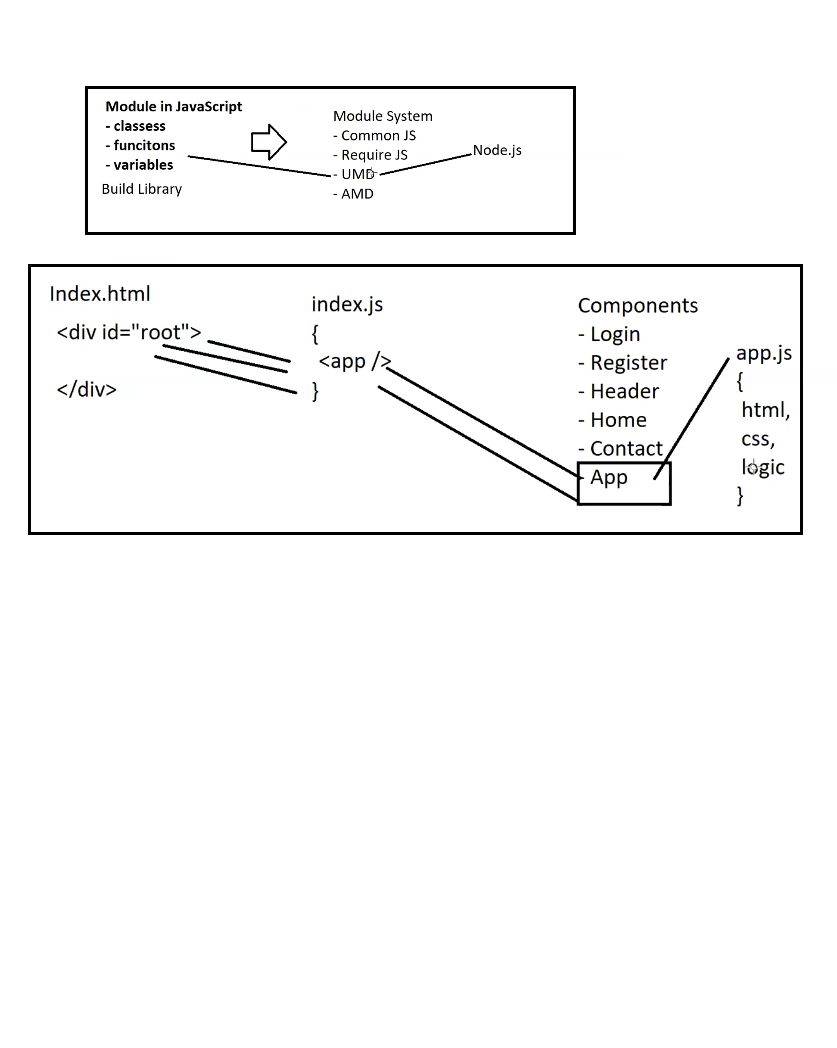 Module in JavaScript
- classess
- funcitons
- variables
Build Library
Module System
- Common JS
- Require JS
- UMD
- AMD
Node.js
Index.html
<div id="root">
</div>
index.js
{
<app />
}
Components
- Login
- Register
- Header
- Home
- Contact
- App
app.js
{
html,
css,
logic
}